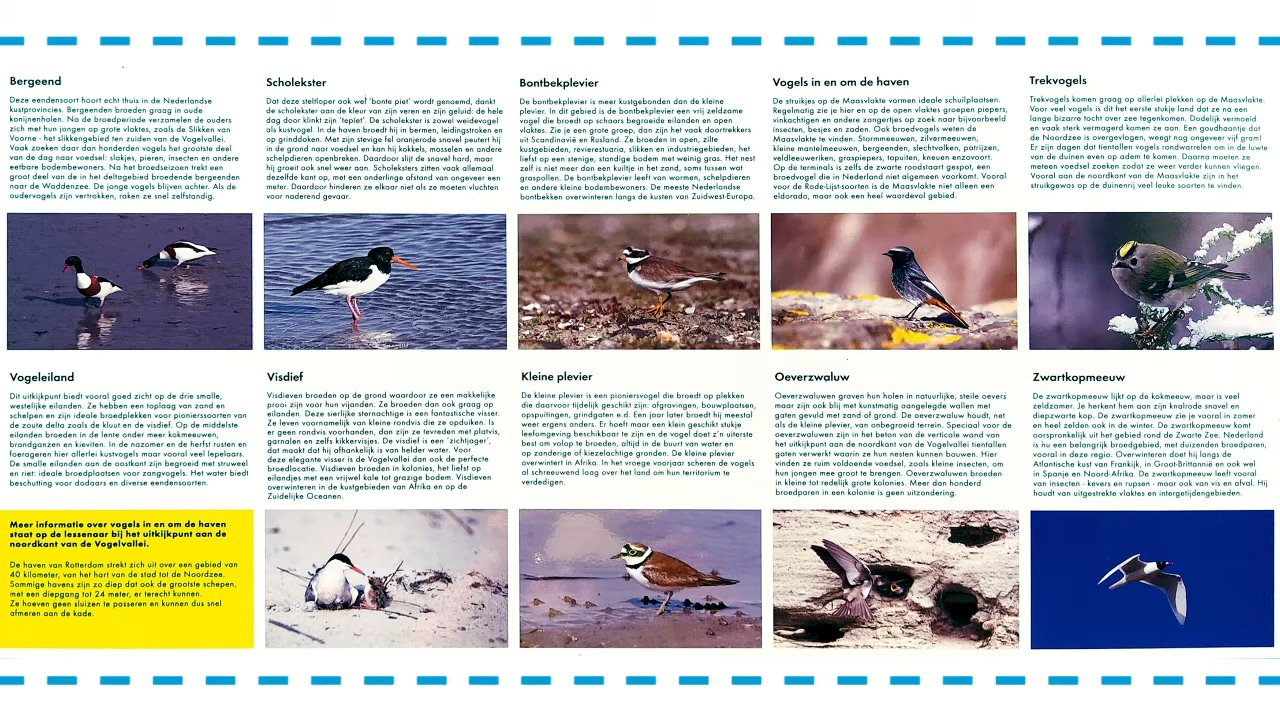 Bergeend
Deze eendensoort hoort echt thuis in de Nederlandse
kustprovincies. Bergeenden broeden graag in oude
konijnenholen. Na de broedperiode verzamelen de ouders
zich met hun jongen op grote vlaktes, zoals de Slikken van
Voorne - het slikkengebied ten zuiden van de Vogelvallei.
Vaak zoeken daar dan honderden vogels het grootste deel
van de dag naar voedsel: slakjes, pieren, insecten en andere
eetbare bodembewoners. Na het broedseizoen trekt een
groot deel van de in het deltagebied broedende bergeenden
naar de Waddenzee. De jonge vogels blijven achter. Als de
oudervogels zijn vertrokken, raken ze snel zelfstandig.
Scholekster
Dat deze steltloper ook wel 'bonte piet' wordt genoemd, dankt
de scholekster aan de kleur van zijn veren en zijn geluid: de hele
dag door klinkt zijn 'tepiet'. De scholekster is zowel weidevogel
als kustvogel. In de haven broedt hij in bermen, leidingstroken en
op grinddaken. Met zijn stevige fel oranjerode snavel peutert hij
in de grond naar voedsel en kan hij kokkels, mosselen en andere
schelpdieren openbreken. Daardoor slijt de snavel hard, maar
hij groeit ook snel weer aan. Scholeksters zitten vaak allemaal
dezelfde kant op, met een onderlinge afstand van ongeveer een
meter. Daardoor hinderen ze elkaar niet als ze moeten vluchten
voor naderend gevaar.
Bontbekplevier
De bontbekplevier is meer kustgebonden dan de kleine
plevier. In dit gebied is de bontbekplevier een vrij zeldzame
vogel die broedt op schaars begroeide eilanden en open
vlaktes. Zie je een grote groep, dan zijn het vaak doortrekkers
uit Scandinavië en Rusland. Ze broeden in open, zilte
kustgebieden, rivierestuaria, slikken en industriegebieden, het
liefst op een stenige, standige bodem met weinig gras. Het nest
zelf is niet meer dan een kuiltje in het zand, soms tussen wat
graspollen. De bontbekplevier leeft van wormen, schelpdieren
en andere kleine bodembewoners. De meeste Nederlandse
bontbekken overwinteren langs de kusten van Zuidwest-Europa.
Vogels in en om de haven
De struikjes op de Maasvlakte vormen ideale schuilplaatsen.
Regelmatig zie je hier en op de open vlaktes groepen piepers,
vinkachtigen en andere zangertjes op zoek naar bijvoorbeeld
insecten, besjes en zaden. Ook broedvogels weten de
Maasvlakte te vinden. Stormmeeuwen, zilvermeeuwen,
kleine mantelmeeuwen, bergeenden, slechtvalken, patrijzen,
veldleeuweriken, graspiepers, tapuiten, kneuen enzovoort.
Op de terminals is zelfs de zwarte roodstaart gespot, een
broedvogel die in Nederland niet algemeen voorkomt. Vooral
voor de Rode-Lijst-soorten is de Maasvlakte niet alleen een
eldorado, maar ook een heel waardevol gebied.
Trekvogels
Trekvogels komen graag op allerlei plekken op de Maasvlakte.
Voor veel vogels is dit het eerste stukje land dat ze na een
lange bizarre tocht over zee tegenkomen. Dodelijk vermoeid
en vaak sterk vermagerd komen ze aan. Een goudhaantje dat
de Noordzee is overgevlogen, weegt nog ongeveer vijf gram!
Er zijn dagen dat tientallen vogels rondwarrelen om in de luwte
van de duinen even op adem te komen. Daarna moeten ze
meteen voedsel zoeken zodat ze weer verder kunnen vliegen.
Vooral aan de noordkant van de Maasvlakte zijn in het
struikgewas op de duinenrij veel leuke soorten te vinden.
Vogeleiland
Dit uitkijkpunt biedt vooral goed zicht op de drie smalle,
westelijke eilanden. Ze hebben een toplaag van zand en
schelpen en zijn ideale broedplekken voor pioniersoorten van
de zoute delta zoals de kluut en de visdief. Op de middelste
eilanden broeden in de lente onder meer kokmeeuwen,
brandganzen en kieviten. In de nazomer en de herfst rusten en
foerageren hier allerlei kustvogels maar vooral veel lepelaars.
De smalle eilanden aan de oostkant zijn begroeid met struweel
en riet: ideale broedplaatsen voor zangvogels. Het water biedt
beschutting voor dodaars en diverse eendensoorten.
Visdief
Visdieven broeden op de grond waardoor ze een makkelijke
prooi zijn voor hun vijanden. Ze broeden dan ook graag op
eilanden. Deze sierlijke sternachtige is een fantastische visser.
Ze leven voornamelijk van kleine rondvis die ze opduiken. Is
er geen rondvis voorhanden, dan zijn ze tevreden met platvis,
garnalen en zelfs kikkervisjes. De visdief is een 'zichtjager',
dat maakt dat hij afhankelijk is van helder water. Voor
deze elegante visser is de Vogelvallei dan ook de perfecte
broedlocatie. Visdieven broeden in kolonies, het liefst op
eilandjes met een vrijwel kale tot grazige bodem. Visdieven
overwinteren in de kustgebieden van Afrika en op de
Zuidelijke Oceanen.
Kleine plevier
De kleine plevier is een pioniersvogel die broedt op plekken
die daarvoor tijdelijk geschikt zijn: afgravingen, bouwplaatsen,
opspuitingen, grindgaten e.d. Een jaar later broedt hij meestal
weer ergens anders. Er hoeft maar een klein geschikt stukje
leefomgeving beschikbaar te zijn en de vogel doet z'n uiterste
best om volop te broeden, altijd in de buurt van water en
op zanderige of kiezelachtige gronden. De kleine plevier
overwintert in Afrika. In het vroege voorjaar scheren de vogels
al schreeuwend laag over het land om hun territorium te
verdedigen.
Oeverzwaluw
Oeverzwaluwen graven hun holen in natuurlijke, steile oevers
maar zijn ook blij met kunstmatig aangelegde wallen met
gaten gevuld met zand of grond. De oeverzwaluw houdt, net
als de kleine plevier, van onbegroeid terrein. Speciaal voor de
oeverzwaluwen zijn in het beton van de verticale wand van
het uitkijkpunt aan de noordkant van de Vogelvallei tientallen
gaten verwerkt waarin ze hun nesten kunnen bouwen. Hier
vinden ze ruim voldoende voedsel, zoals kleine insecten, om
hun jongen mee groot te brengen. Oeverzwaluwen broeden
in kleine tot redelijk grote kolonies. Meer dan honderd
broedparen in een kolonie is geen uitzondering.
Zwartkopmeeuw
De zwartkopmeeuw lijkt op de kokmeeuw, maar is veel
zeldzamer. Je herkent hem aan zijn knalrode snavel en
diepzwarte kop. De zwartkopmeeuw zie je vooral in zomer
en heel zelden ook in de winter. De zwartkopmeeuw komt
oorspronkelijk uit het gebied rond de Zwarte Zee. Nederland
is nu een belangrijk broedgebied, met duizenden broedparen,
vooral in deze regio. Overwinteren doet hij langs de
Atlantische kust van Frankijk, in Groot-Brittannië en ook wel
in Spanje en Noord-Afrika. De zwartkopmeeuw leeft vooral
van insecten - kevers en rupsen - maar ook van vis en afval. Hij
houdt van uitgestrekte vlaktes en intergetijdengebieden.
Meer informatie over vogels in en om de haven
staat op de lessenaar bij het uitkijkpunt aan de
noordkant van de Vogelvallei.
De haven van Rotterdam strekt zich uit over een gebied van
40 kilometer, van het hart van de stad tot de Noordzee.
Sommige havens zijn zo diep dat ook de grootste schepen,
met een diepgang tot 24 meter, er terecht kunnen.
Ze hoeven geen sluizen te passeren en kunnen dus snel
afmeren aan de kade.